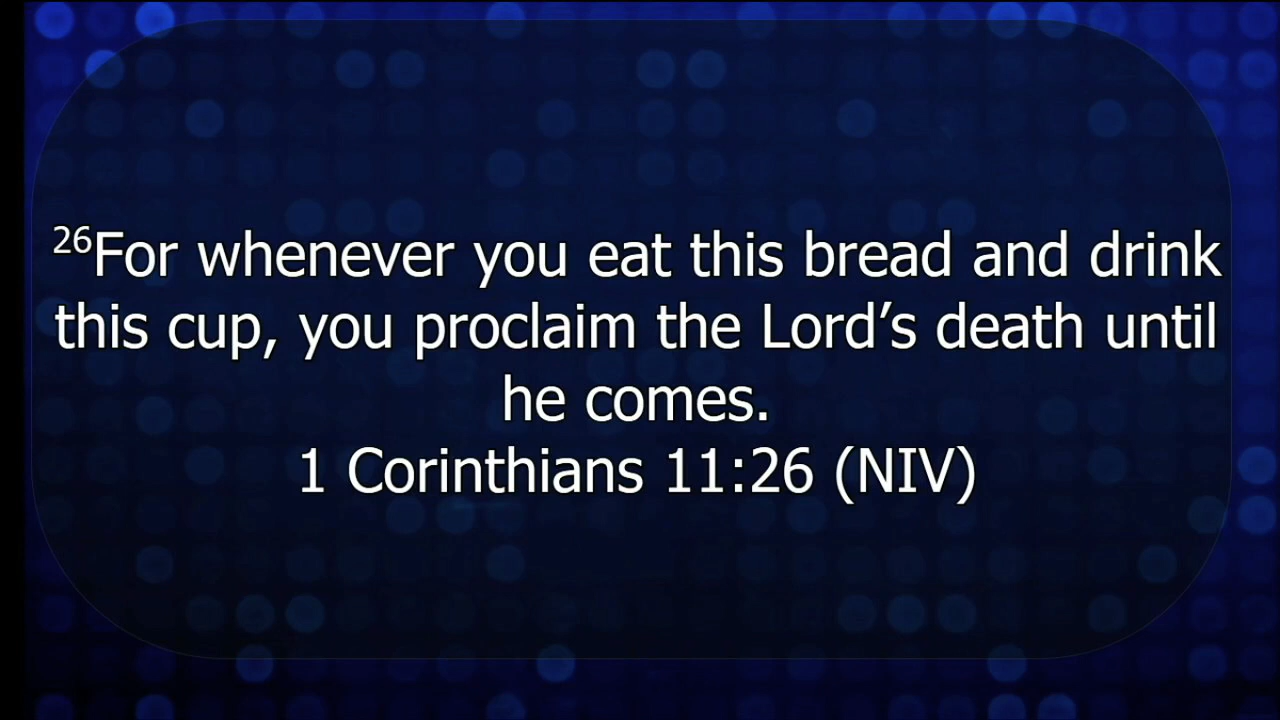 26For whenever you eat this bread and drink
this cup, you proclaim the Lord’s death until
he comes.
1 Corinthians 11:26 (NIV)